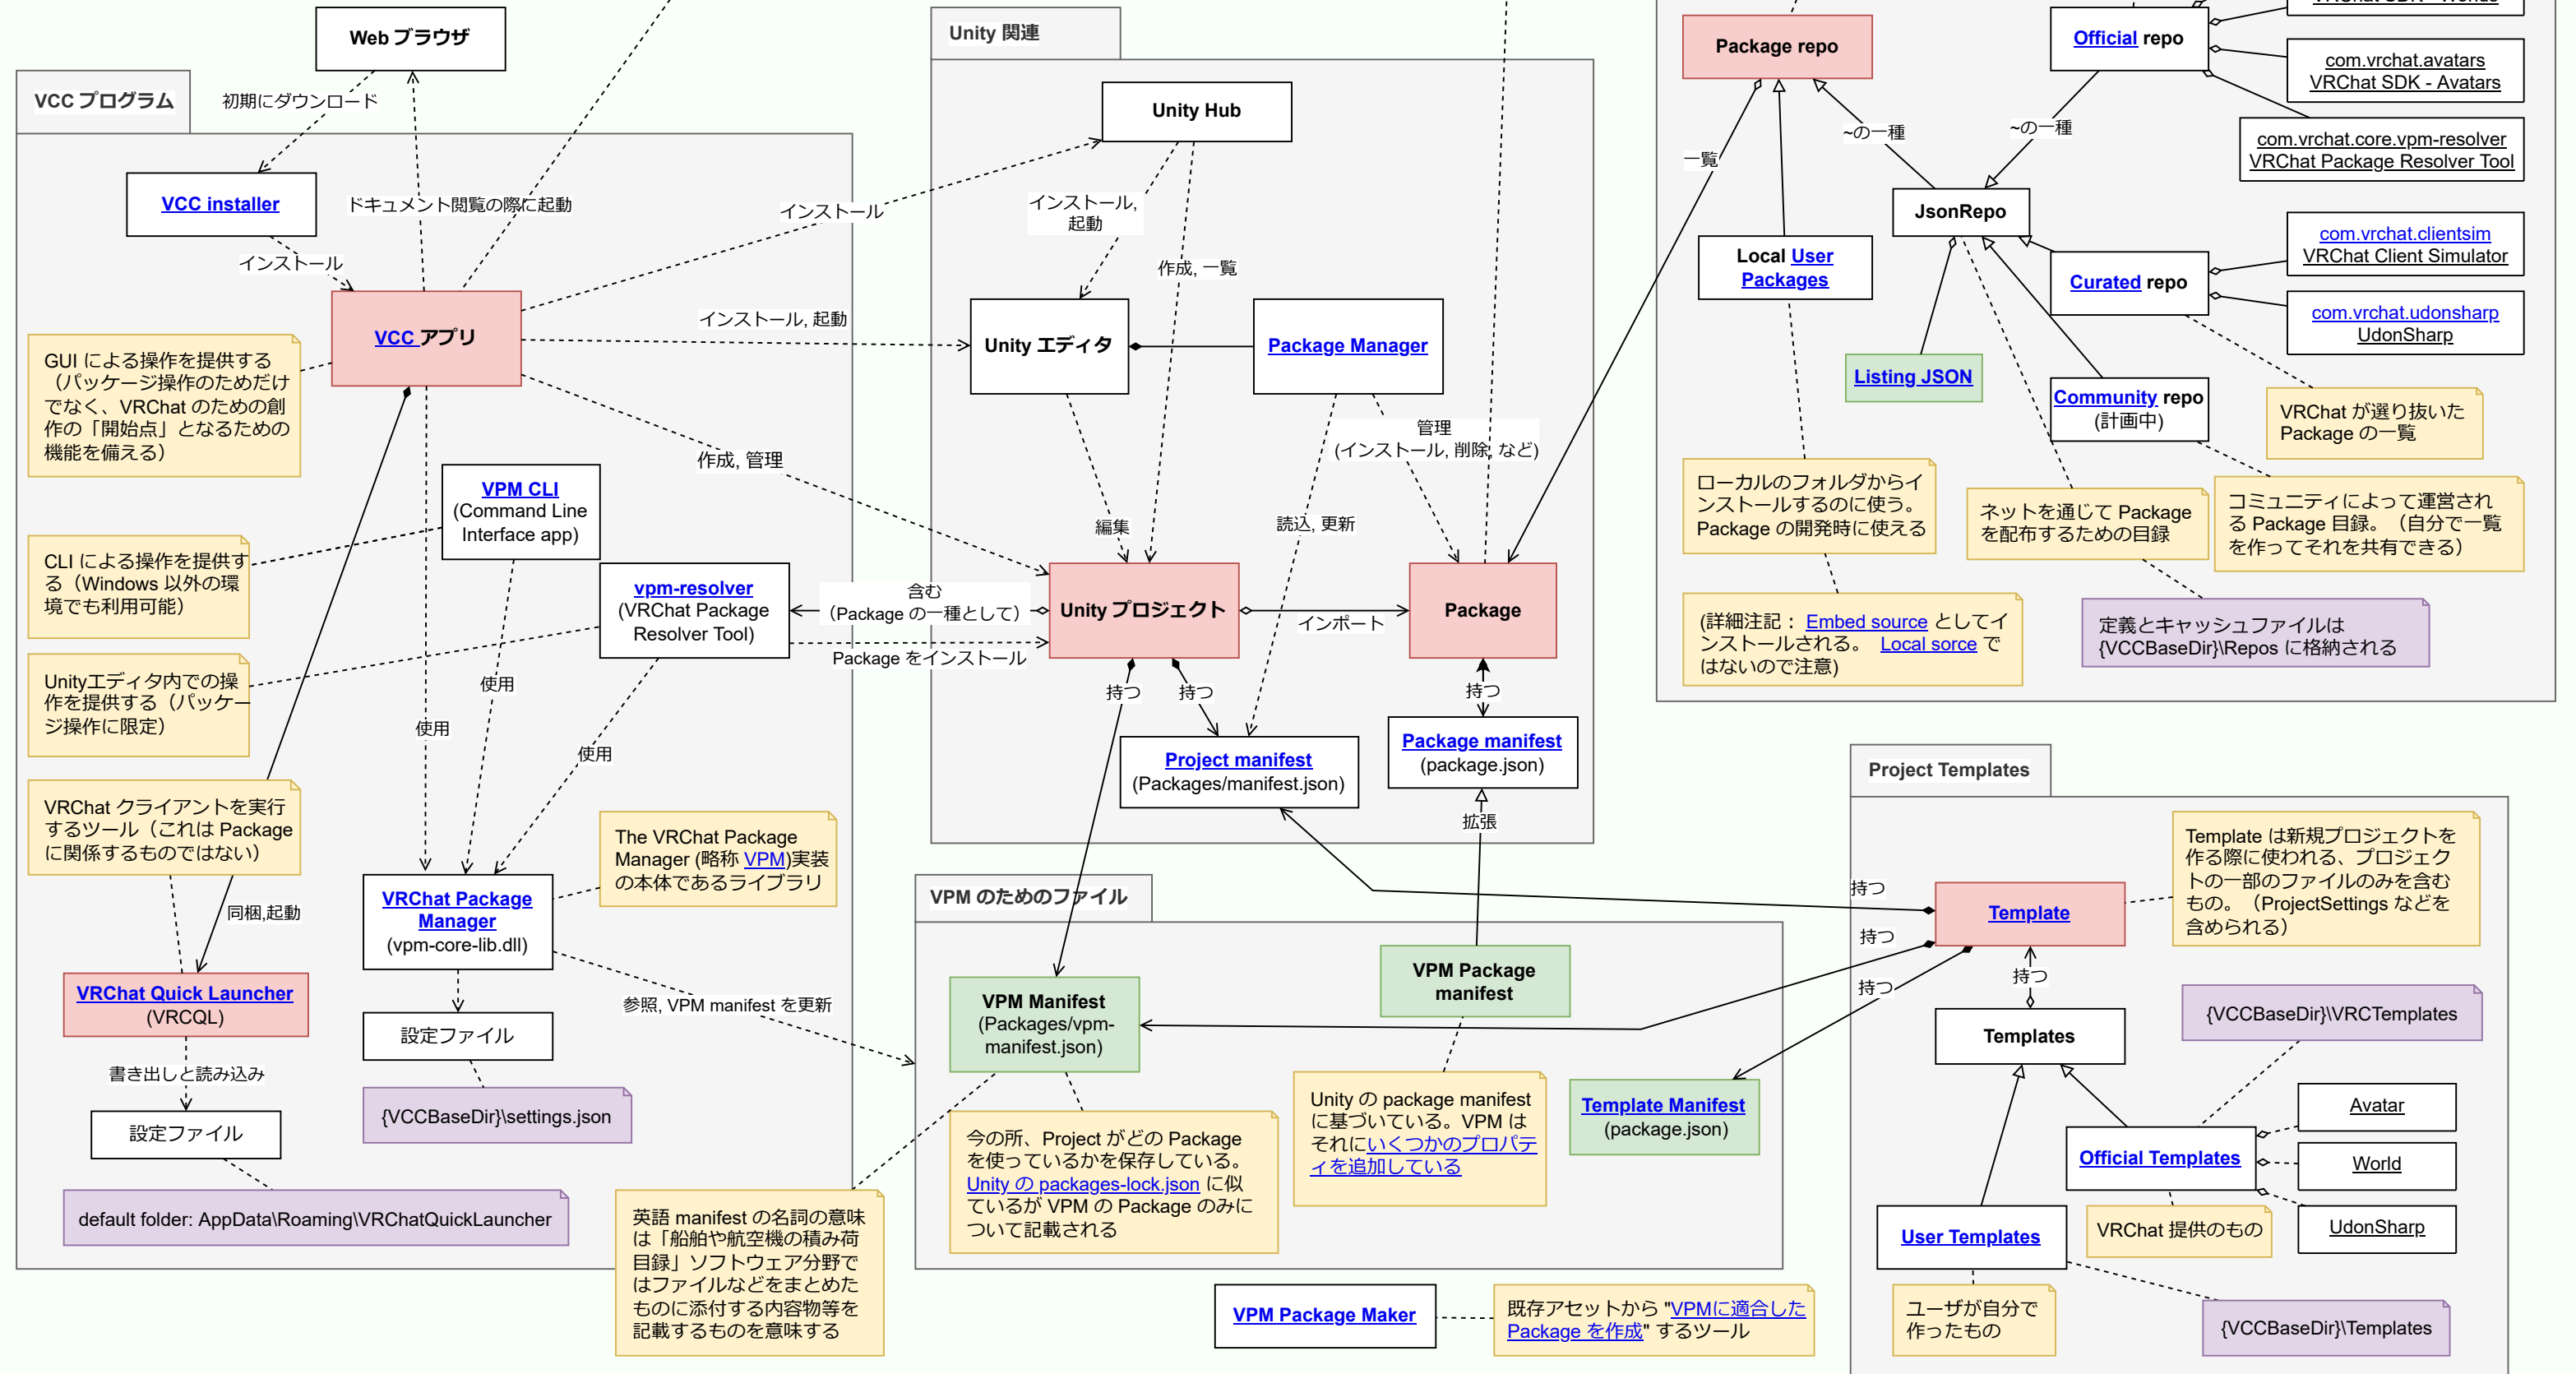 Web ブラウザ
VCC プログラム
初期にダウンロード
VCC installer
ドキュメント閲覧の際に起動
インストール
VCC アプリ
GUI による操作を提供する
（パッケージ操作のためだけ
でなく、VRChat のための創
作の「開始点」となるための
機能を備える）
VPM CLI
(Command Line
Interface app)
CLI による操作を提供す
る（Windows 以外の環
境でも利用可能）
vpm-resolver
(VRChat Package
Resolver Tool)
Unityエディタ内での操
作を提供する（パッケー
ジ操作に限定）
使用
使用
使用
VRChat クライアントを実行
するツール（これは Package
に関係するものではない）
The VRChat Package
Manager (略称 VPM)実装
の本体であるライブラリ
VRChat Package
Manager
(vpm-core-lib.dll)
同梱,起動
VRChat Quick Launcher
(VRCQL)
設定ファイル
書き出しと読み込み
{VCCBaseDir}\settings.json
設定ファイル
default folder: AppData\Roaming\VRChatQuickLauncher
参照, VPM manifest を更新
英語 manifest の名詞の意味
は「船舶や航空機の積み荷
目録」ソフトウェア分野で
はファイルなどをまとめた
ものに添付する内容物等を
記載するものを意味する
Unity 関連
Unity Hub
インストール
インストール,
起動
作成, 一覧
インストール, 起動
Unity エディタ
Package Manager
作成, 管理
管理
(インストール, 削除, など)
編集
読込, 更新
含む
（Package の一種として）
Unity プロジェクト
インポート
Package
Package をインストール
持つ
持つ
持つ
Project manifest
(Packages/manifest.json)
Package manifest
(package.json)
拡張
VPM のためのファイル
VPM Manifest
(Packages/vpm-
manifest.json)
VPM Package
manifest
今の所、Project がどの Package
を使っているかを保存している。
Unity の packages-lock.json に似
ているが VPM の Package のみに
ついて記載される
Unity の package manifest
に基づいている。VPM は
それにいくつかのプロパテ
ィを追加している
Template Manifest
(package.json)
VPM Package Maker
既存アセットから "VPMに適合した
Package を作成" するツール
Package repo
Official repo
com.vrchat.avatars
VRChat SDK - Avatars
com.vrchat.core.vpm-resolver
VRChat Package Resolver Tool
~の一種
~の一種
一覧
JsonRepo
Local User
Packages
com.vrchat.clientsim
VRChat Client Simulator
Curated repo
com.vrchat.udonsharp
UdonSharp
Listing JSON
Community repo
(計画中)
VRChat が選り抜いた
Package の一覧
ローカルのフォルダからイ
ンストールするのに使う。
Package の開発時に使える
ネットを通じて Package
を配布するための目録
コミュニティによって運営され
る Package 目録。（自分で一覧
を作ってそれを共有できる）
(詳細注記： Embed source としてイ
ンストールされる。 Local sorce で
はないので注意)
定義とキャッシュファイルは
{VCCBaseDir}\Repos に格納される
Project Templates
Template は新規プロジェクトを
作る際に使われる、プロジェク
トの一部のファイルのみを含む
もの。（ProjectSettings などを
含められる）
持つ
持つ
持つ
Template
持つ
Templates
{VCCBaseDir}\VRCTemplates
Avatar
Official Templates
World
User Templates
VRChat 提供のもの
UdonSharp
ユーザが自分で
作ったもの
{VCCBaseDir}\Templates